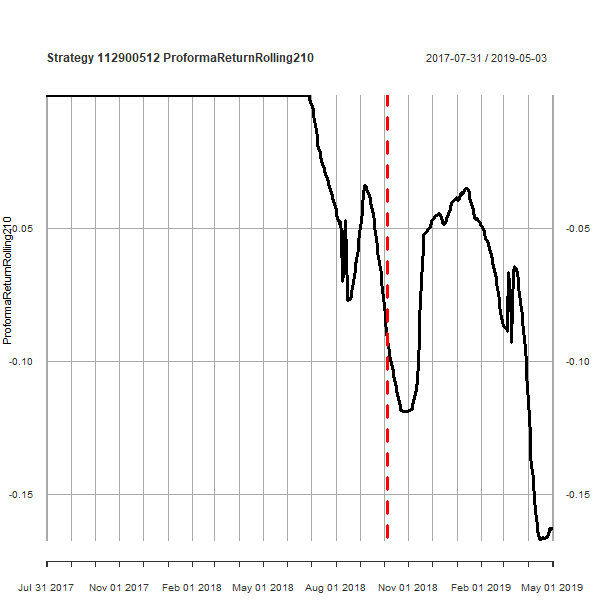 Strategy 112900512 ProformaReturnRolling210
2017-07-31 / 2019-05-03
ProformaReturnRolling210
-0.05
-0.05
-0.10
-0.10
-0.15
-0.15
Jul 31 2017
Nov 01 2017
Feb 01 2018
May 01 2018
Aug 01 2018
Nov 01 2018
Feb 01 2019
May 01 2019